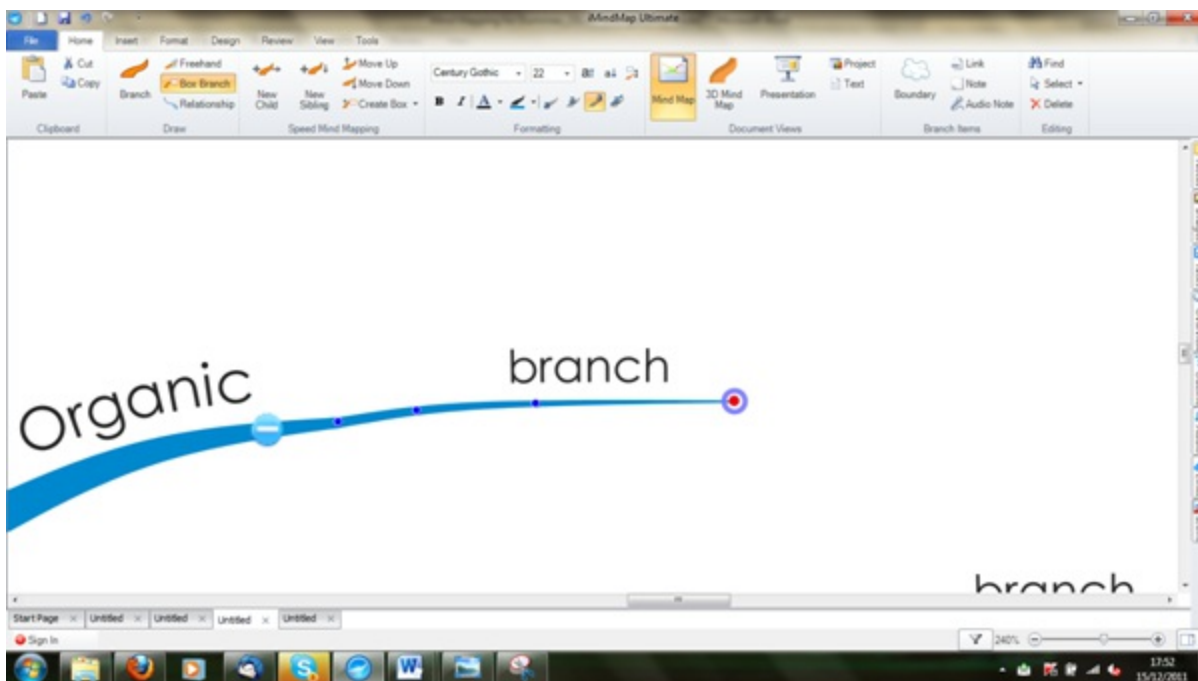 iMindMap Ultimate
File Home Insert Format Design Review View Tools
Paste
Cut
Copy
Clipboard
Branch
Freehand
Box Branch
Relationship
Draw
New Child
New Sibling
Move Up
Move Down
Create Box
Speed Mind Mapping
Century Gothic 22
B I A
Formatting
Mind Map
3D Mind Map
Presentation
Project
Text
Document Views
Boundary
Link
Note
Audio Note
Branch Items
Find
Select
Delete
Editing
Organic
branch
branch
Start Page Untitled Untitled Untitled Untitled
Sign In
240%
17:52
15/12/2011